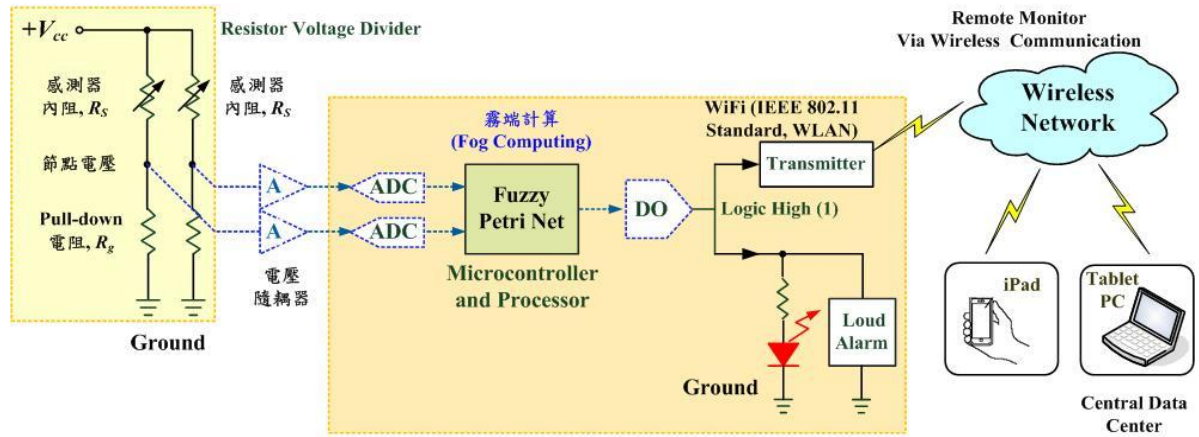 +Vcc
Resistor Voltage Divider
感測器
內阻, RS
感測器
內阻, RS
節點電壓
Pull-down
電阻, Rg
Ground
A
A
電壓
隨耦器
ADC
ADC
霧端計算
(Fog Computing)
Fuzzy
Petri Net
Microcontroller
and Processor
DO
Logic High (1)
WiFi (IEEE 802.11
Standard, WLAN)
Transmitter
Loud
Alarm
Ground
Remote Monitor
Via Wireless Communication
Wireless
Network
iPad
Tablet
PC
Central Data
Center